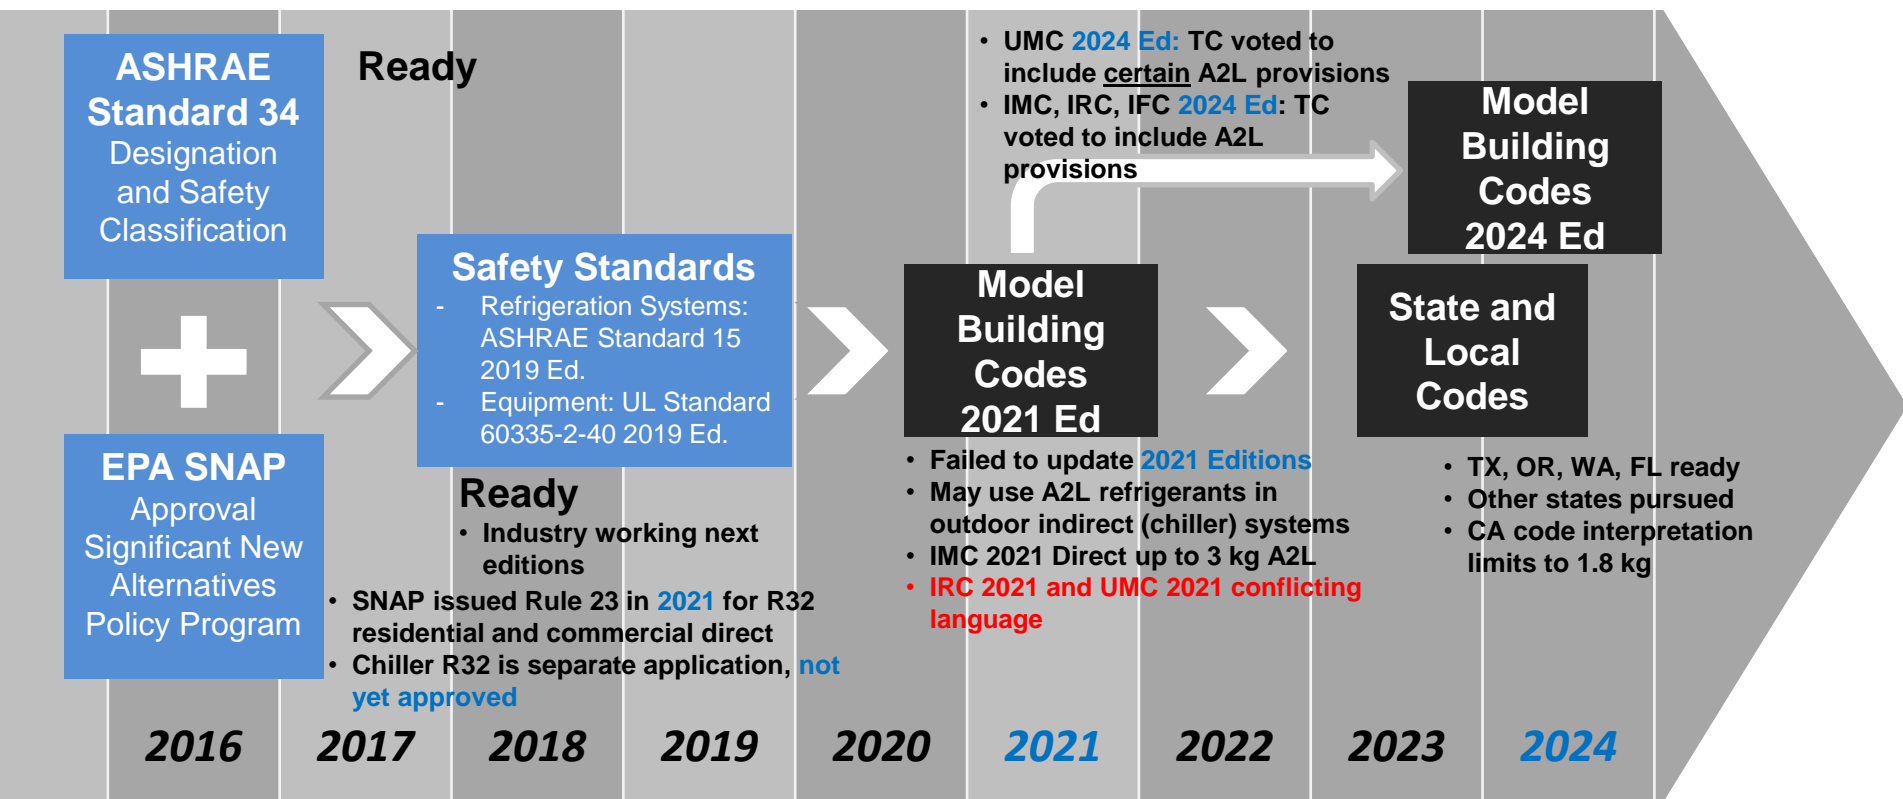 ASHRAE
Standard 34
Designation
and Safety
Classification
Ready
EPA SNAP
Approval
Significant New
Alternatives
Policy Program
Safety Standards
- Refrigeration Systems:
ASHRAE Standard 15
2019 Ed.
- Equipment: UL Standard
60335-2-40 2019 Ed.
Ready
• Industry working next
editions
• SNAP issued Rule 23 in 2021 for R32
residential and commercial direct
• Chiller R32 is separate application, not
yet approved
• UMC 2024 Ed: TC voted to
include certain A2L provisions
• IMC, IRC, IFC 2024 Ed: TC
voted to include A2L
provisions
Model
Building
Codes
2021 Ed
• Failed to update 2021 Editions
• May use A2L refrigerants in
outdoor indirect (chiller) systems
• IMC 2021 Direct up to 3 kg A2L
• IRC 2021 and UMC 2021 conflicting
language
Model
Building
Codes
2024 Ed
State and
Local
Codes
• TX, OR, WA, FL ready
• Other states pursued
• CA code interpretation
limits to 1.8 kg
2016 2017 2018 2019 2020 2021 2022 2023 2024